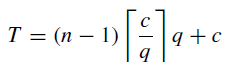 T = (n − 1) ⌈c/q⌉ q + c